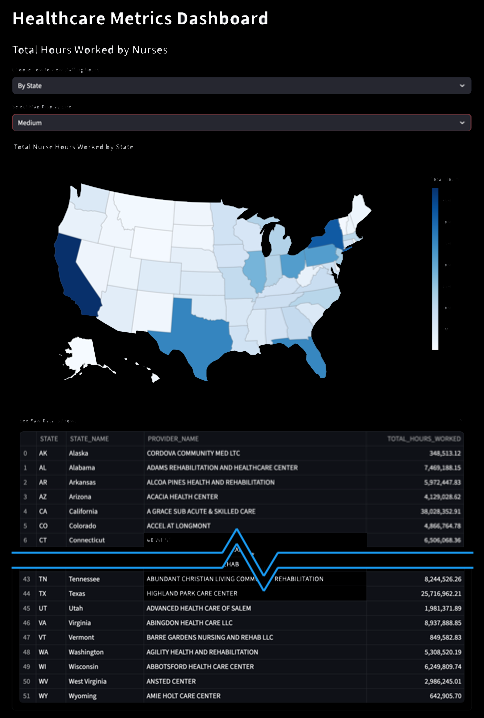 Healthcare Metrics Dashboard
Total Hours Worked by Nurses
By State
Medium
Total Nurse Hours Worked by State
STATE STATE_NAME PROVIDER_NAME TOTAL_HOURS_WORKED
0 AK Alaska CORDOVA COMMUNITY MED LTC 348,513.12
1 AL Alabama ADAMS REHABILITATION AND HEALTHCARE CENTER 7,469,188.15
2 AR Arkansas ALCOA PINES HEALTH AND REHABILITATION 5,972,447.83
3 AZ Arizona ACACIA HEALTH CENTER 4,129,028.62
4 CA California A GRACE SUB ACUTE & SKILLED CARE 38,028,352.91
5 CO Colorado ACCEL AT LONGMONT 4,866,764.78
6 CT Connecticut 6,506,068.36
HAB
43 TN Tennessee ABUNDANT CHRISTIAN LIVING REHABILITATION 8,244,526.26
44 TX Texas HIGHLAND PARK CARE CENTER 25,716,962.21
45 UT Utah ADVANCED HEALTH CARE OF SALEM 1,981,371.89
46 VA Virginia ABINGDON HEALTH CARE LLC 8,937,888.85
47 VT Vermont BARRE GARDENS NURSING AND REHAB LLC 849,582.83
48 WA Washington AGILITY HEALTH AND REHABILITATION 5,308,520.19
49 WI Wisconsin ABBOTSFORD HEALTH CARE CENTER 6,249,809.74
50 WV West Virginia ANSTED CENTER 2,986,245.01
51 WY Wyoming AMIE HOLT CARE CENTER 642,905.70